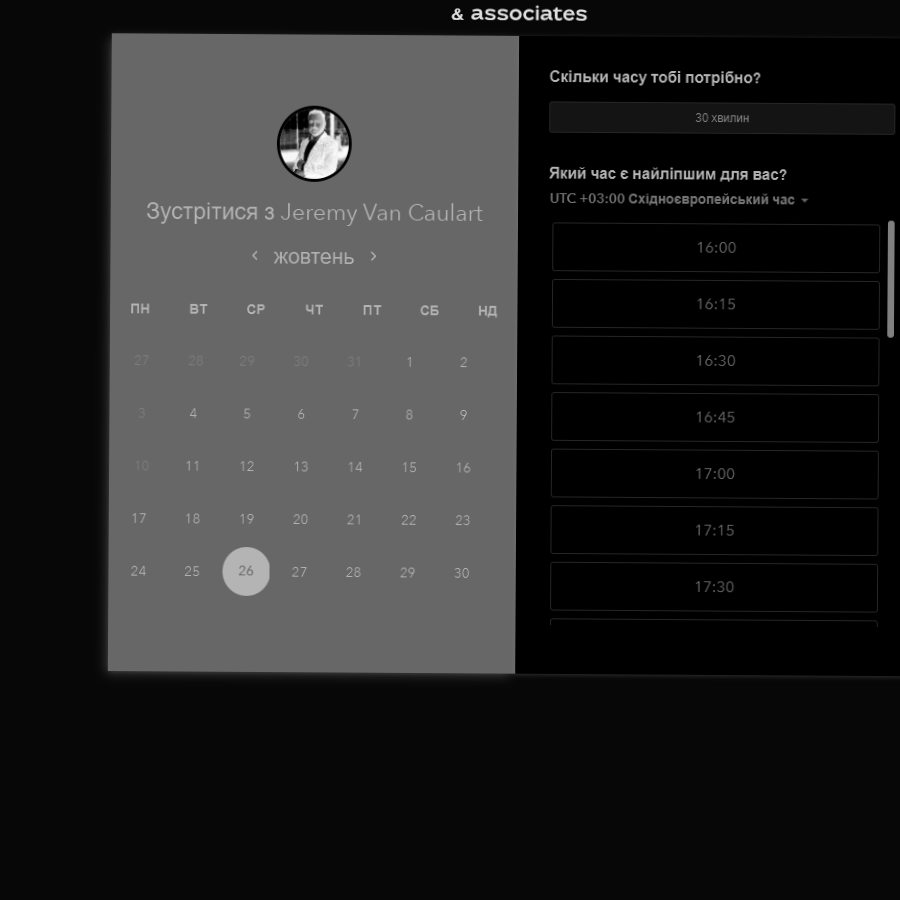 & associates
Зустрітися з Jeremy Van Caulart
‹ жовтень ›
ПН ВТ СР ЧТ ПТ СБ НД
27 28 29 30 31 1 2
3 4 5 6 7 8 9
10 11 12 13 14 15 16
17 18 19 20 21 22 23
24 25 26 27 28 29 30
Скільки часу тобі потрібно?
30 хвилин
Який час є найліпшим для вас?
UTC +03:00 Східноєвропейський час
16:00
16:15
16:30
16:45
17:00
17:15
17:30